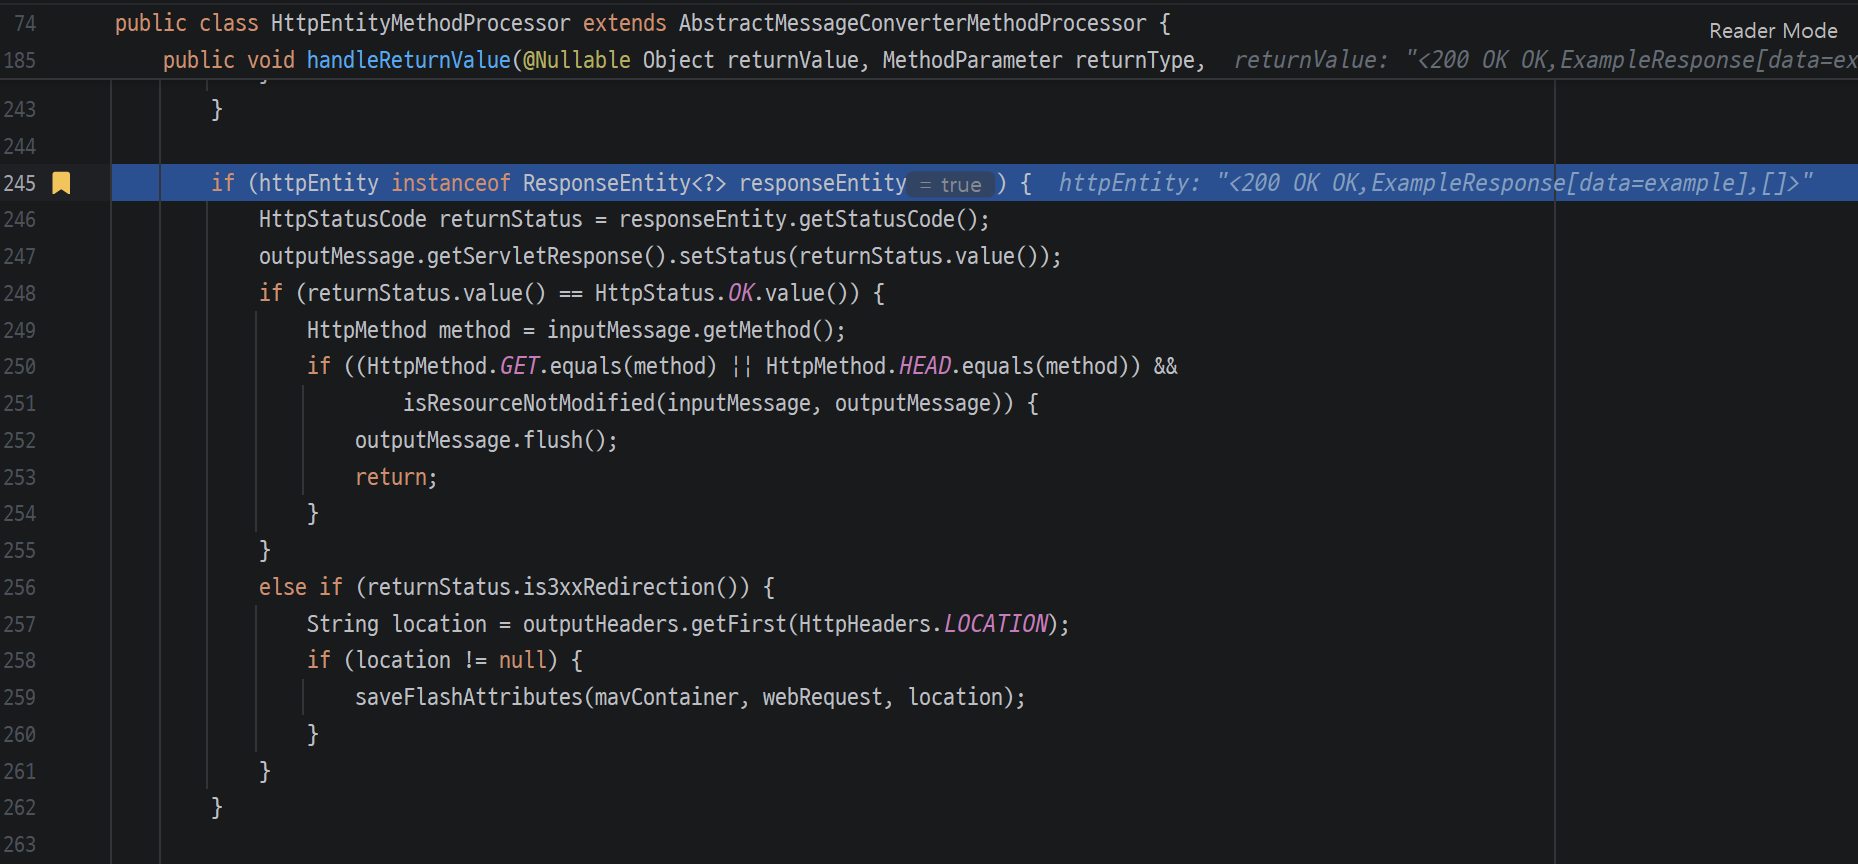 74 public class HttpEntityMethodProcessor extends AbstractMessageConverterMethodProcessor {
Reader Mode
185 public void handleReturnValue(@Nullable Object returnValue, MethodParameter returnType, returnValue: "<200 OK OK,ExampleResponse[data=ex
243 }
244
245 if (httpEntity instanceof ResponseEntity<?> responseEntity = true ) { httpEntity: "<200 OK OK,ExampleResponse[data=example],[]>"
246 HttpStatusCode returnStatus = responseEntity.getStatusCode();
247 outputMessage.getServletResponse().setStatus(returnStatus.value());
248 if (returnStatus.value() == HttpStatus.OK.value()) {
249 HttpMethod method = inputMessage.getMethod();
250 if ((HttpMethod.GET.equals(method) || HttpMethod.HEAD.equals(method)) &&
251 isResourceNotModified(inputMessage, outputMessage)) {
252 outputMessage.flush();
253 return;
254 }
255 }
256 else if (returnStatus.is3xxRedirection()) {
257 String location = outputHeaders.getFirst(HttpHeaders.LOCATION);
258 if (location != null) {
259 saveFlashAttributes(mavContainer, webRequest, location);
260 }
261 }
262 }
263